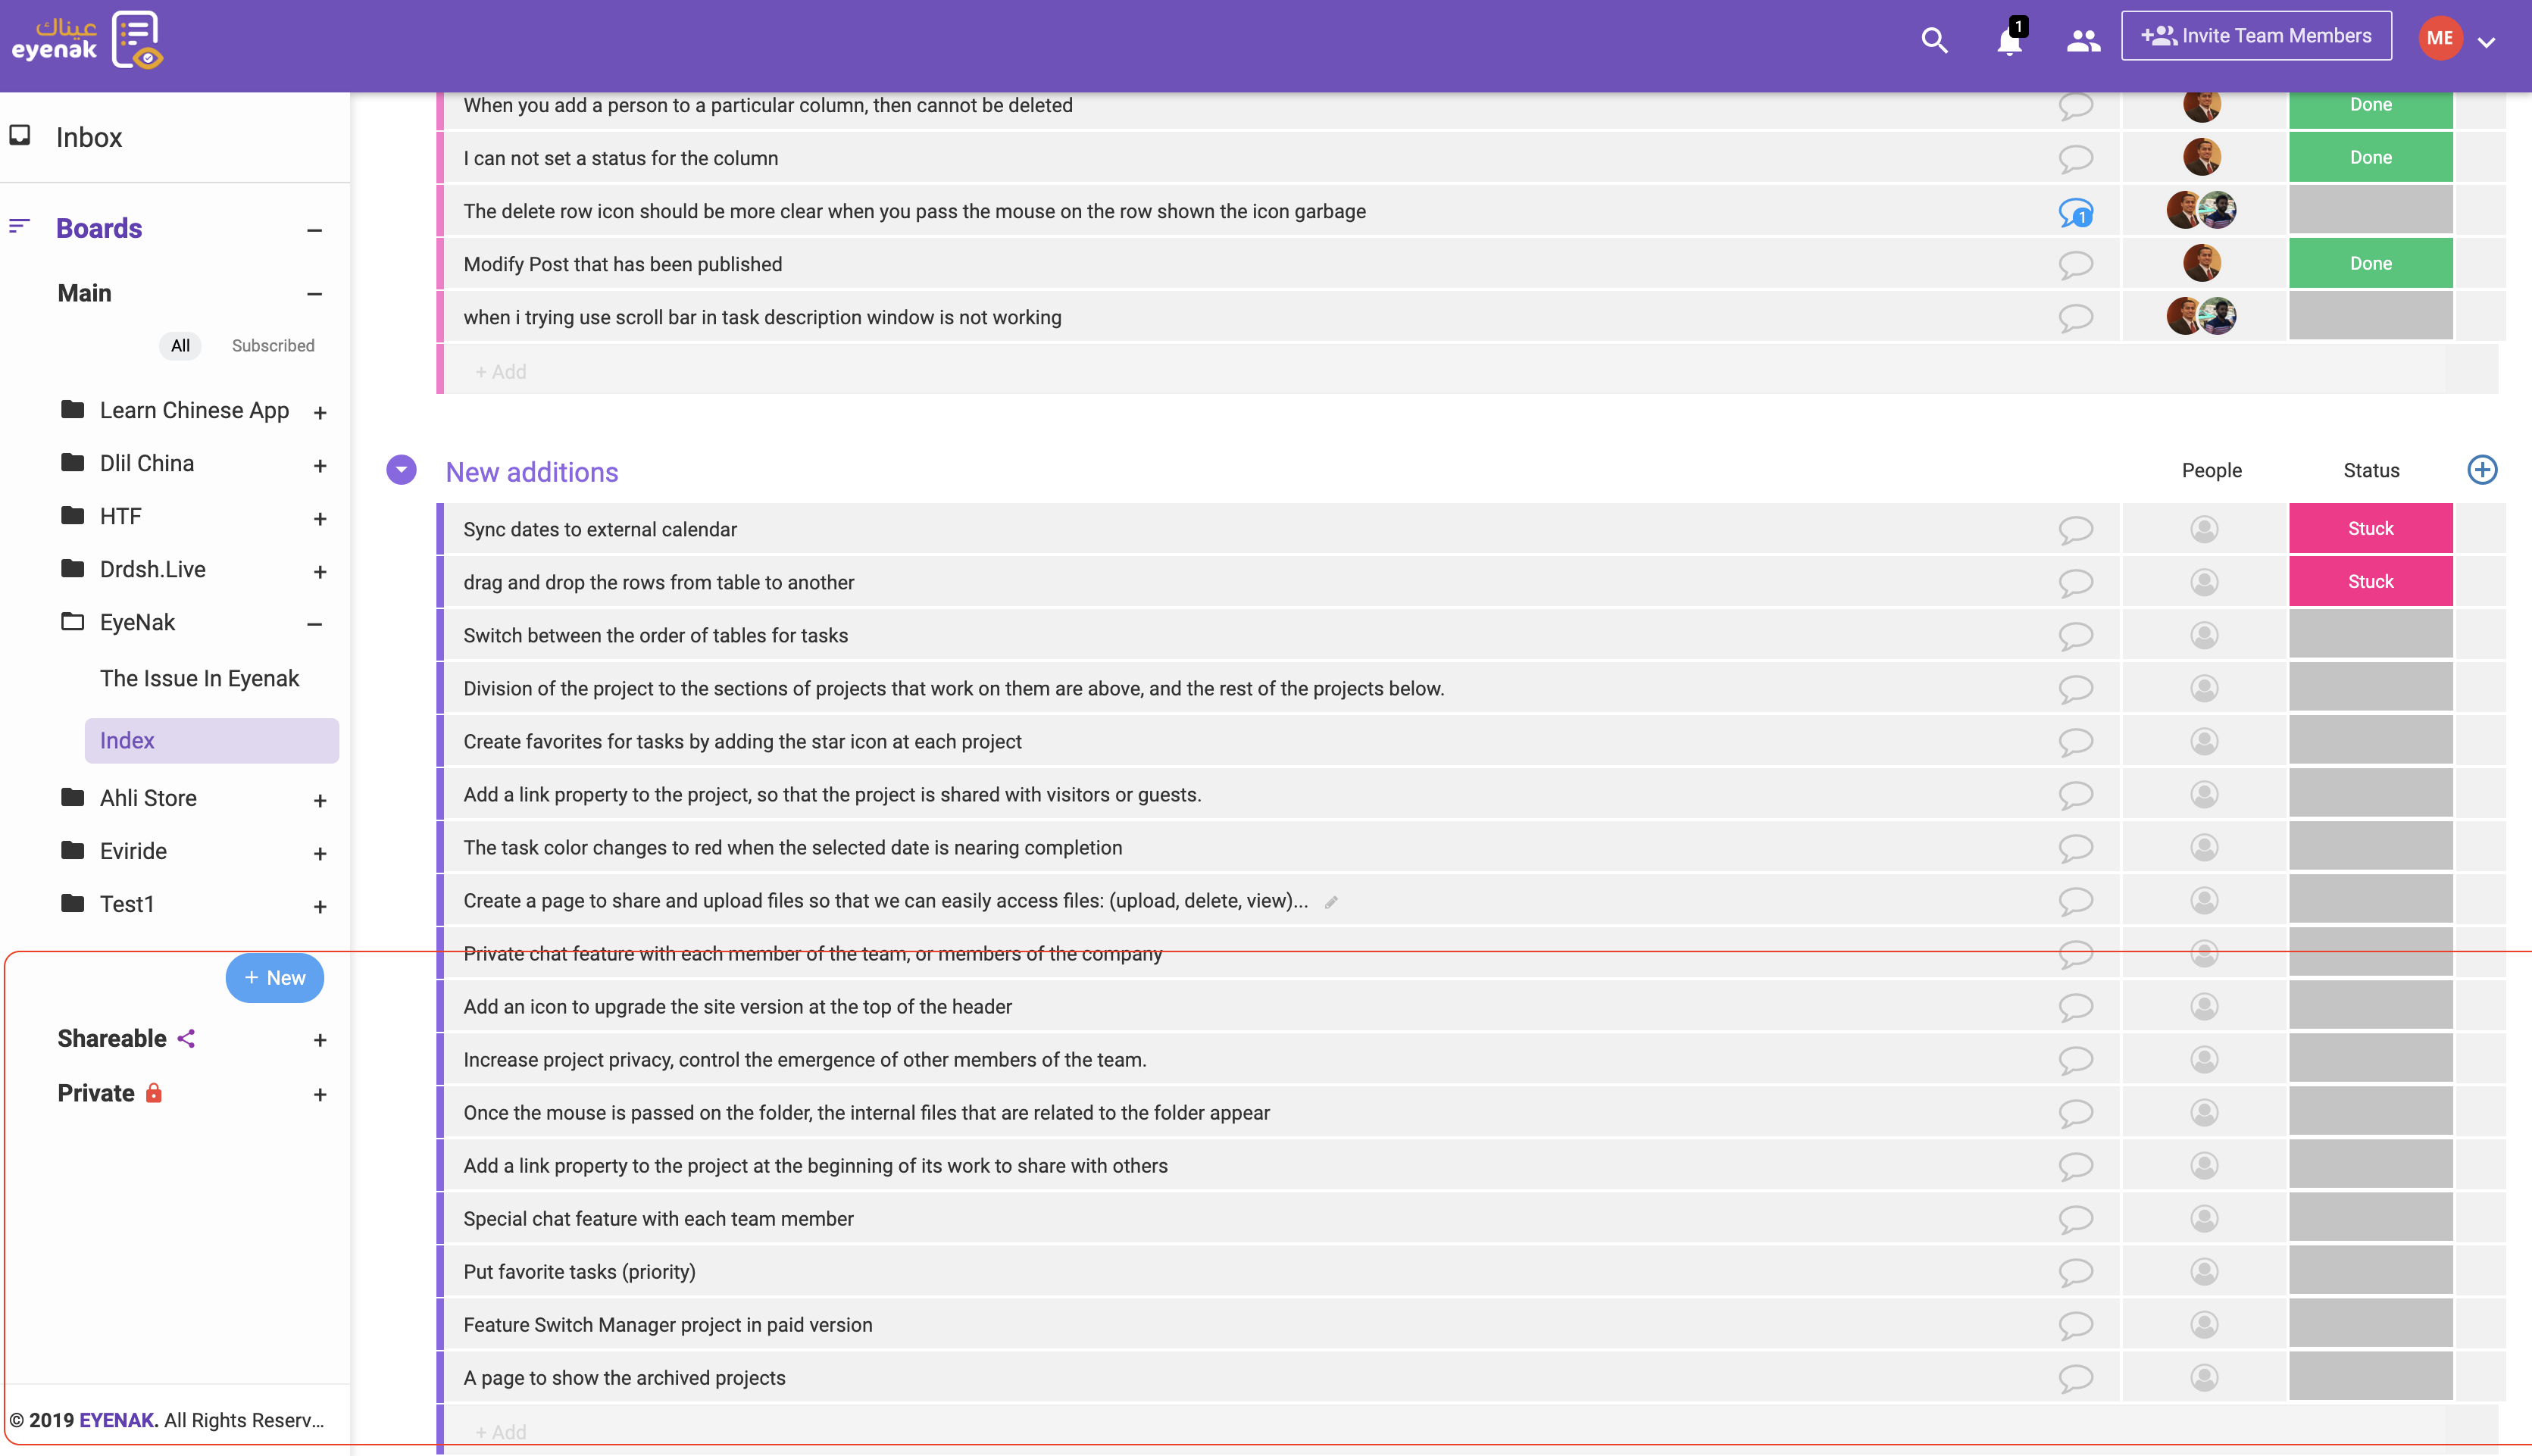 عيناك
eyenak
1
Invite Team Members
ME
Inbox
Boards
Main
All Subscribed
Learn Chinese App
Dlil China
HTF
Drdsh.Live
EyeNak
The Issue In Eyenak
Index
Ahli Store
Eviride
Test1
+ New
Shareable
Private
© 2019 EYENAK. All Rights Reserv...
When you add a person to a particular column, then cannot be deleted Done
I can not set a status for the column Done
The delete row icon should be more clear when you pass the mouse on the row shown the icon garbage 1
Modify Post that has been published Done
when i trying use scroll bar in task description window is not working
+ Add
New additions People Status
Sync dates to external calendar Stuck
drag and drop the rows from table to another Stuck
Switch between the order of tables for tasks
Division of the project to the sections of projects that work on them are above, and the rest of the projects below.
Create favorites for tasks by adding the star icon at each project
Add a link property to the project, so that the project is shared with visitors or guests.
The task color changes to red when the selected date is nearing completion
Create a page to share and upload files so that we can easily access files: (upload, delete, view)...
Private chat feature with each member of the team, or members of the company
Add an icon to upgrade the site version at the top of the header
Increase project privacy, control the emergence of other members of the team.
Once the mouse is passed on the folder, the internal files that are related to the folder appear
Add a link property to the project at the beginning of its work to share with others
Special chat feature with each team member
Put favorite tasks (priority)
Feature Switch Manager project in paid version
A page to show the archived projects
+ Add